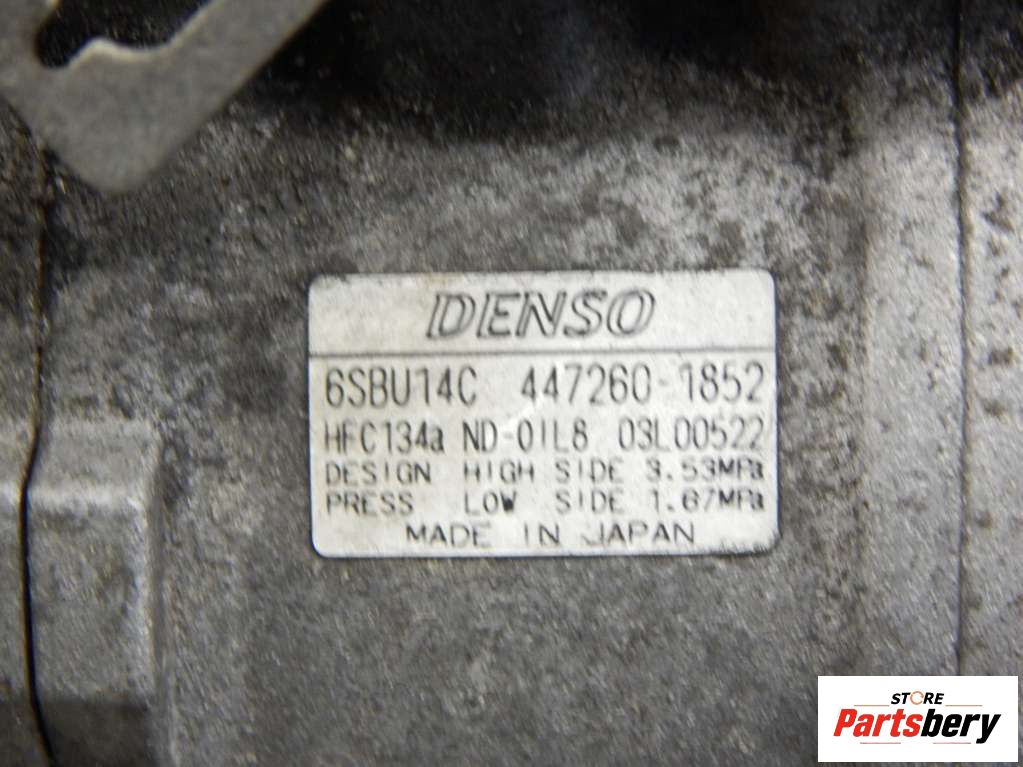 DENSO
6SBU14C 447260-1852
HFC134a ND-OIL8 03L00522
DESIGN HIGH SIDE 3.53MPa
PRESS LOW SIDE 1.67MPa
MADE IN JAPAN
STORE
Partsbery